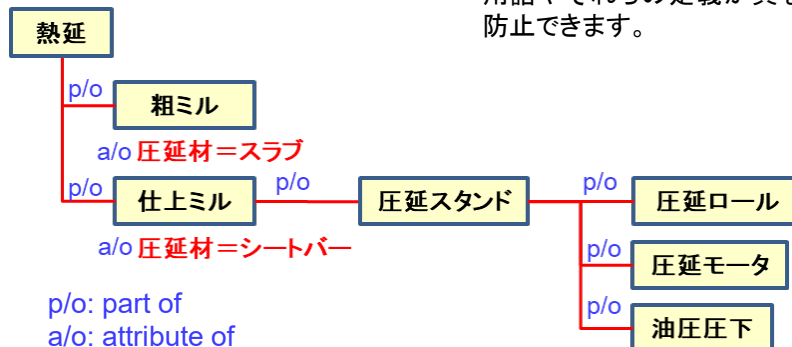 防止できます。
熱延
p/o
粗ミル
a/o 圧延材＝スラブ
p/o
仕上ミル
p/o
圧延スタンド
p/o
圧延ロール
a/o 圧延材＝シートバー
p/o
圧延モータ
p/o
油圧圧下
p/o: part of
a/o: attribute of